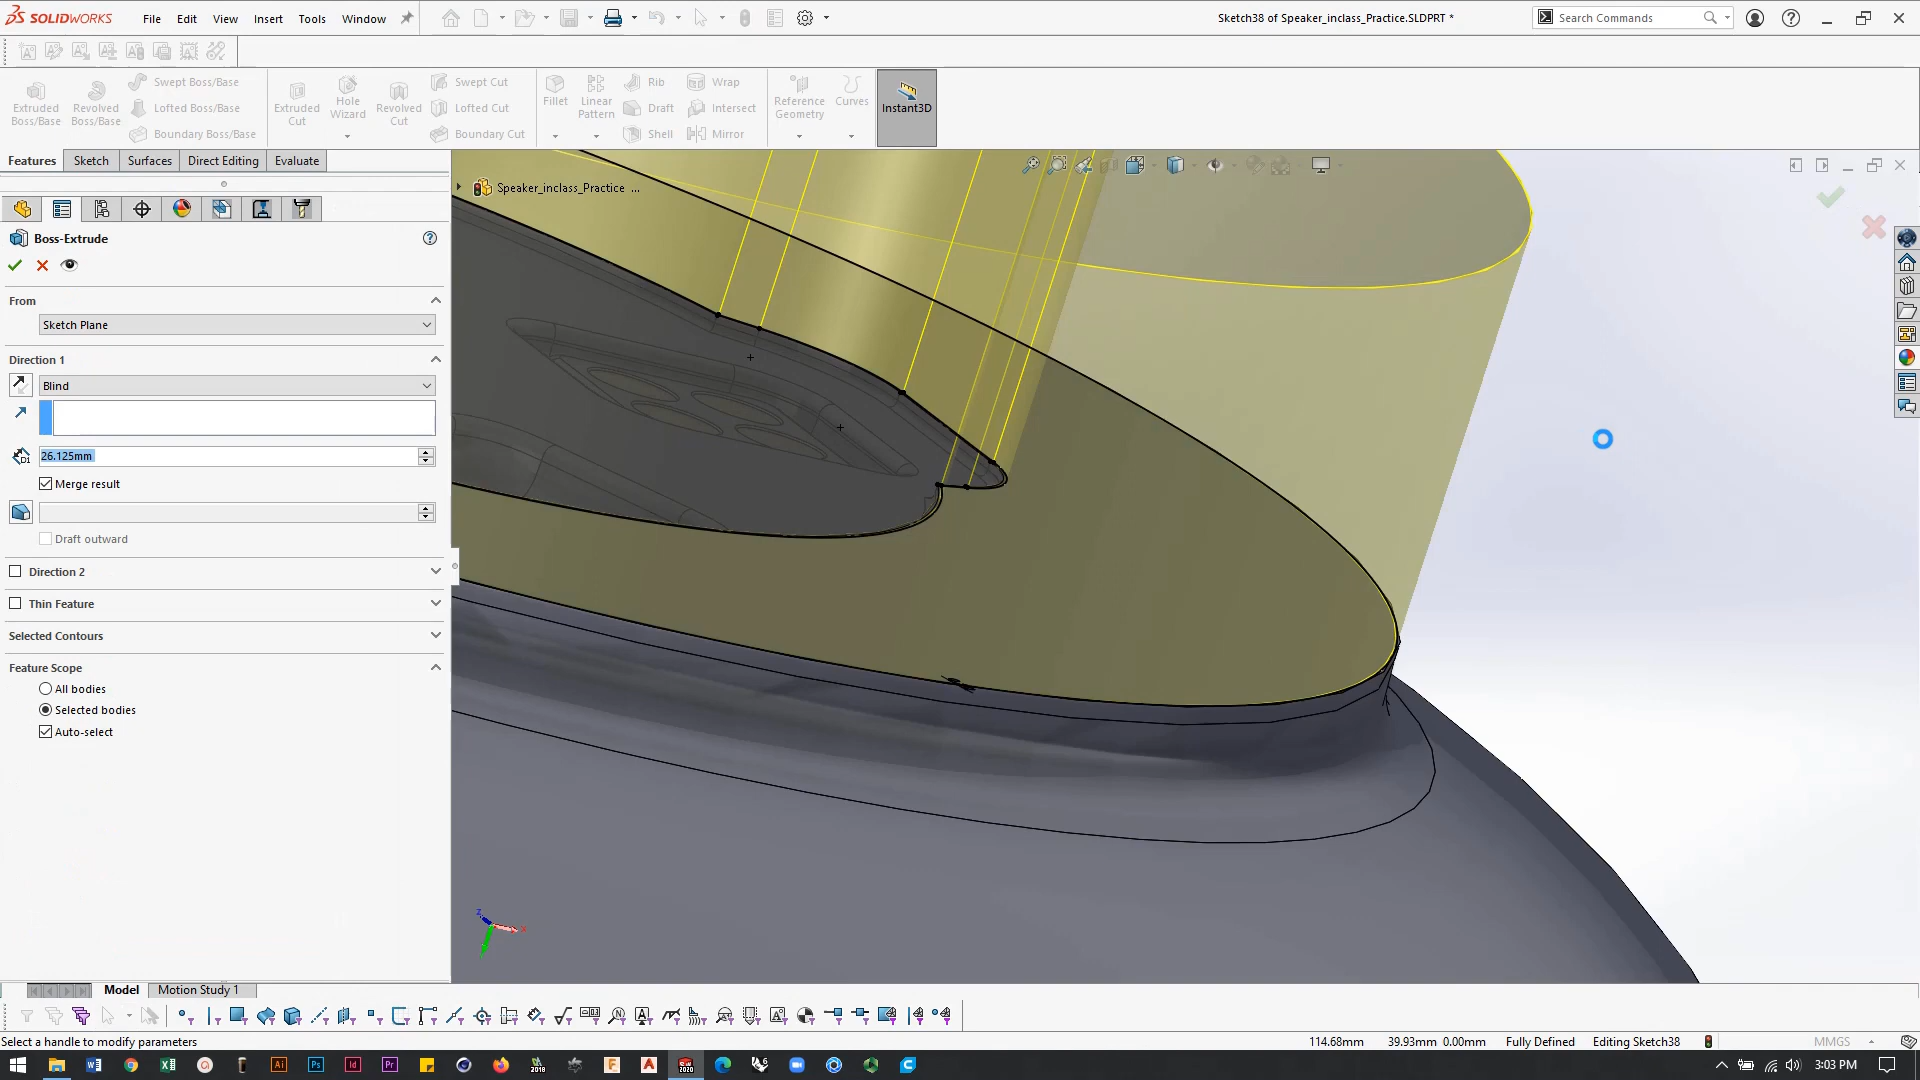 SOLIDWORKS File Edit View Insert Tools Window Sketch38 of Speaker_inclass_Practice.SLDPRT * Search Commands
Extruded Boss/Base Revolved Boss/Base Swept Boss/Base Lofted Boss/Base Boundary Boss/Base Extruded Cut Hole Wizard Revolved Cut Swept Cut Lofted Cut Boundary Cut Fillet Linear Pattern Rib Draft Shell Wrap Intersect Mirror Reference Geometry Curves Instant3D
Features Sketch Surfaces Direct Editing Evaluate
Speaker_inclass_Practice ...
Boss-Extrude
From
Sketch Plane
Direction 1
Blind
26.125mm
Merge result
Draft outward
Direction 2
Thin Feature
Selected Contours
Feature Scope
All bodies
Selected bodies
Auto-select
Model Motion Study 1
Select a handle to modify parameters 114.68mm 39.93mm 0.00mm Fully Defined Editing Sketch38 MMGS
3:03 PM